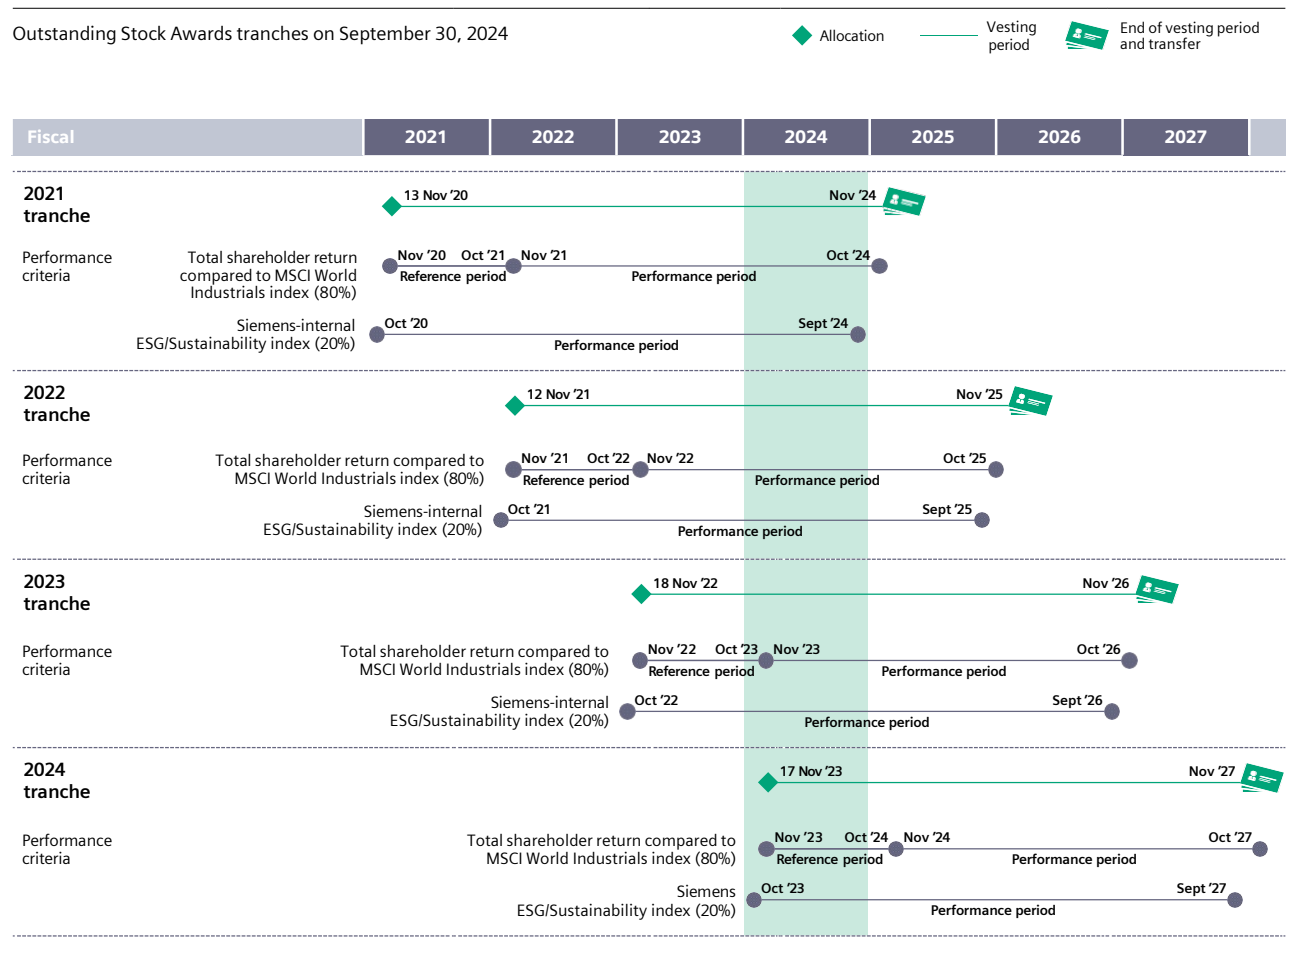 Outstanding Stock Awards tranches on September 30, 2024
Allocation
Vesting
period
End of vesting period
and transfer
Fiscal 2021 2022 2023 2024 2025 2026 2027
2021
tranche
13 Nov ’20 Nov ’24
Performance
criteria
Total shareholder return
compared to MSCI World
Industrials index (80%)
Nov ’20 Oct ’21 Nov ’21 Oct ’24
Reference period Performance period
Siemens-internal
ESG/Sustainability index (20%)
Oct ’20 Sept ’24
Performance period
2022
tranche
12 Nov ’21 Nov ’25
Performance
criteria
Total shareholder return compared to
MSCI World Industrials index (80%)
Nov ’21 Oct ’22 Nov ’22 Oct ’25
Reference period Performance period
Siemens-internal
ESG/Sustainability index (20%)
Oct ’21 Sept ’25
Performance period
2023
tranche
18 Nov ’22 Nov ’26
Performance
criteria
Total shareholder return compared to
MSCI World Industrials index (80%)
Nov ’22 Oct ’23 Nov ’23 Oct ’26
Reference period Performance period
Siemens-internal
ESG/Sustainability index (20%)
Oct ’22 Sept ’26
Performance period
2024
tranche
17 Nov ’23 Nov ’27
Performance
criteria
Total shareholder return compared to
MSCI World Industrials index (80%)
Nov ’23 Oct ’24 Nov ’24 Oct ’27
Reference period Performance period
Siemens
ESG/Sustainability index (20%)
Oct ’23 Sept ’27
Performance period